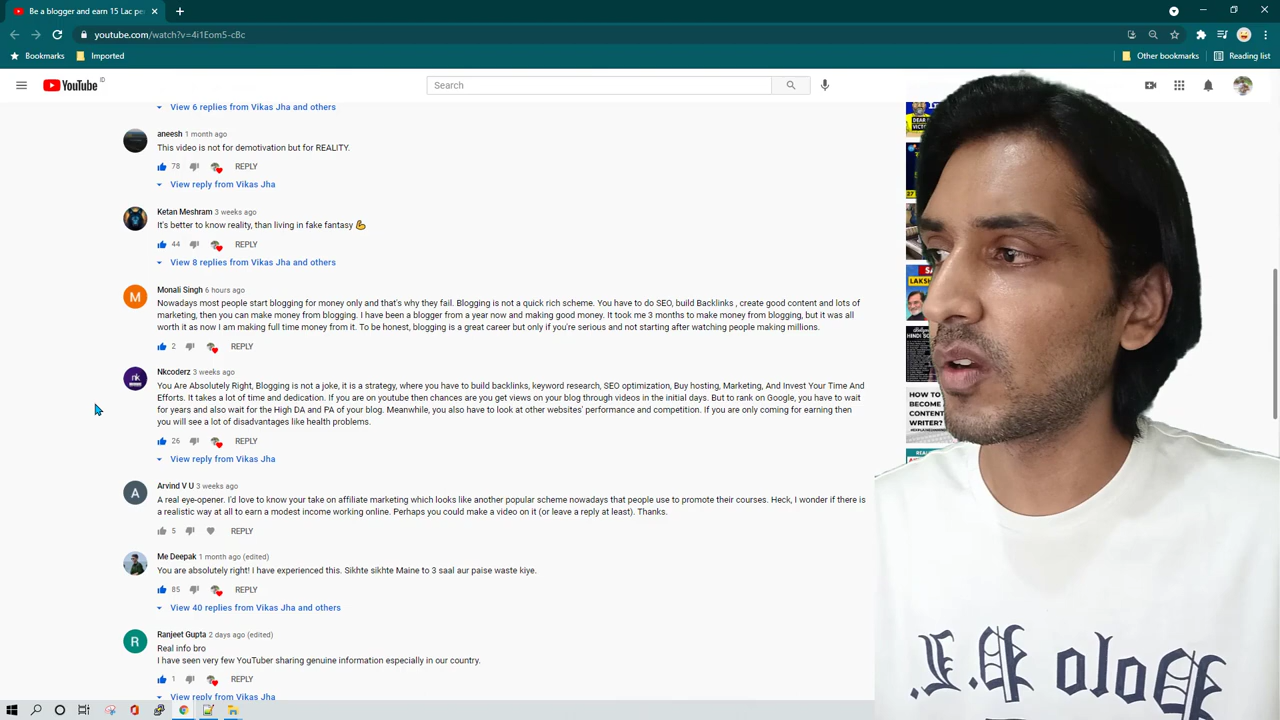 Be a blogger and earn 15 Lac pe
youtube.com/watch?v=4i1Eom5-cBc
Bookmarks
Imported
Other bookmarks
Reading list
YouTube ID
Search
View 6 replies from Vikas Jha and others
aneesh 1 month ago
This video is not for demotivation but for REALITY.
78 REPLY
View reply from Vikas Jha
Ketan Meshram 3 weeks ago
It's better to know reality, than living in fake fantasy 💪
44 REPLY
View 8 replies from Vikas Jha and others
M
Monali Singh 6 hours ago
Nowadays most people start blogging for money only and that's why they fail. Blogging is not a quick rich scheme. You have to do SEO, build Backlinks , create good content and lots of
marketing, then you can make money from blogging. I have been a blogger from a year now and making good money. It took me 3 months to make money from blogging, but it was all
worth it as now I am making full time money from it. To be honest, blogging is a great career but only if you're serious and not starting after watching people making millions.
2 REPLY
nk
Nkcoderz 3 weeks ago
You Are Absolutely Right, Blogging is not a joke, it is a strategy, where you have to build backlinks, keyword research, SEO optimization, Buy hosting, Marketing, And Invest Your Time And
Efforts. It takes a lot of time and dedication. If you are on youtube then chances are you get views on your blog through videos in the initial days. But to rank on Google, you have to wait
for years and also wait for the High DA and PA of your blog. Meanwhile, you also have to look at other websites' performance and competition. If you are only coming for earning then
you will see a lot of disadvantages like health problems.
26 REPLY
View reply from Vikas Jha
A
Arvind V U 3 weeks ago
A real eye-opener. I'd love to know your take on affiliate marketing which looks like another popular scheme nowadays that people use to promote their courses. Heck, I wonder if there is
a realistic way at all to earn a modest income working online. Perhaps you could make a video on it (or leave a reply at least). Thanks.
5 REPLY
Me Deepak 1 month ago (edited)
You are absolutely right! I have experienced this. Sikhte sikhte Maine to 3 saal aur paise waste kiye.
85 REPLY
View 40 replies from Vikas Jha and others
R
Ranjeet Gupta 2 days ago (edited)
Real info bro
I have seen very few YouTuber sharing genuine information especially in our country.
1 REPLY
View reply from Vikas Jha
HOW TO
BECOME A
CONTENT
WRITER?